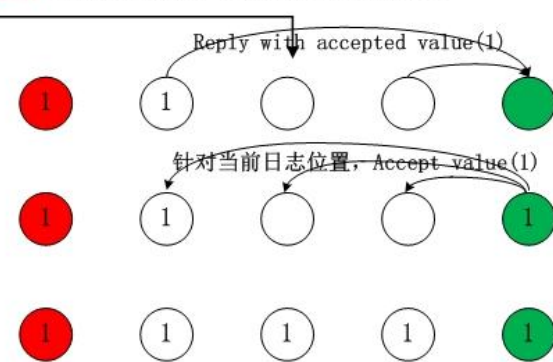 Reply with accepted value(1)
1 1
针对当前日志位置，Accept value(1)
1 1 1
1 1 1 1 1